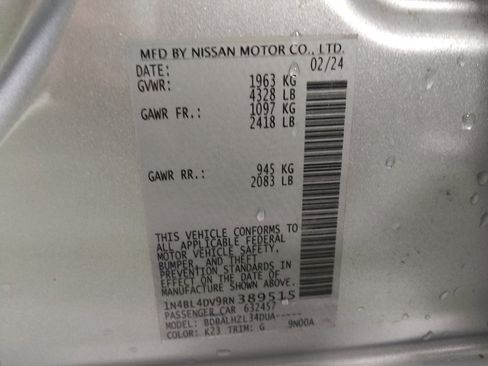 MFD BY NISSAN MOTOR CO., LTD.
DATE: 02/24
GVWR: 1963 KG
4328 LB
GAWR FR.: 1097 KG
2418 LB
GAWR RR.: 945 KG
2083 LB
THIS VEHICLE CONFORMS TO
ALL APPLICABLE FEDERAL
MOTOR VEHICLE SAFETY,
BUMPER, AND THEFT
PREVENTION STANDARDS IN
EFFECT ON THE DATE OF
MANUFACTURE SHOWN ABOVE.
1N4BL4DV9RN389515
PASSENGER CAR 632457
MODEL: BDBALHZL34DUA-----
COLOR: K23 TRIM: G 9N00A